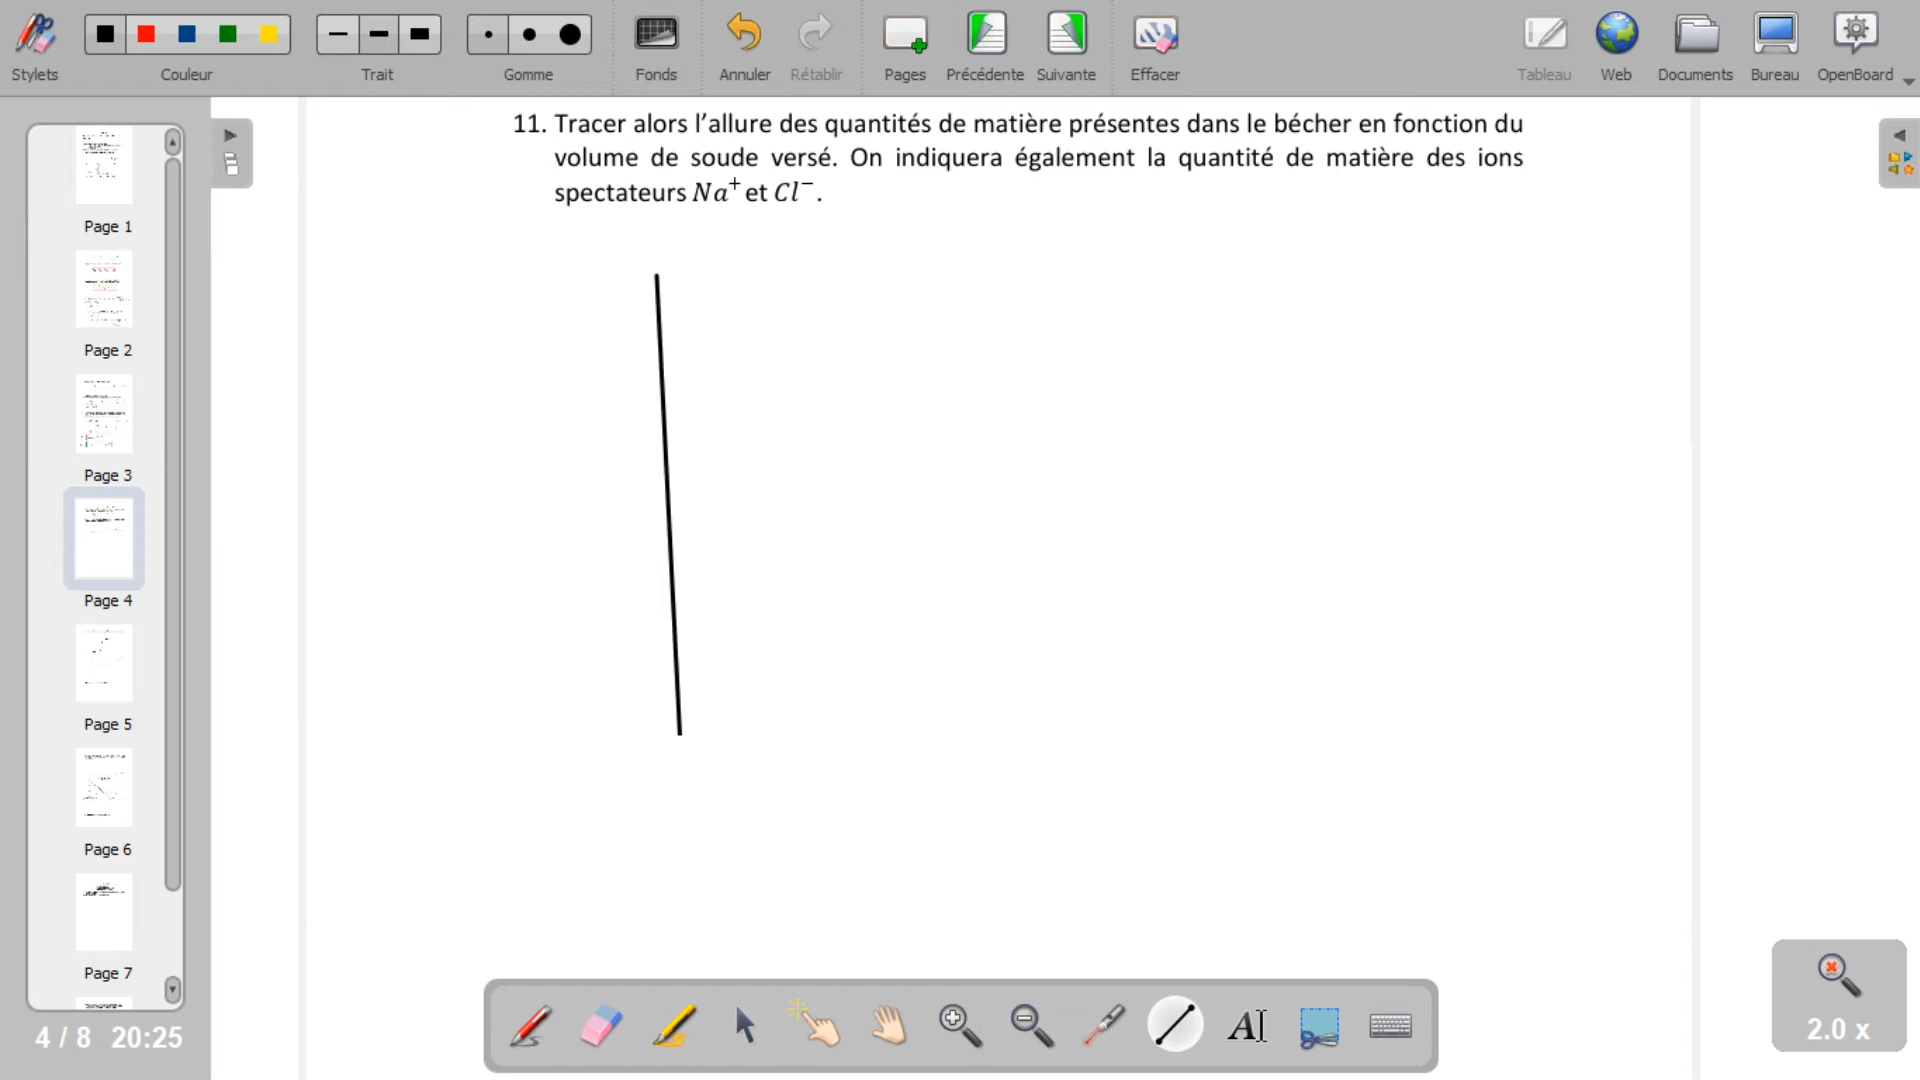 Stylets
Couleur
Trait
Gomme
Fonds
Annuler
Rétablir
Pages
Précédente
Suivante
Effacer
Tableau
Web
Documents
Bureau
OpenBoard
11. Tracer alors l’allure des quantités de matière présentes dans le bécher en fonction du
volume de soude versé. On indiquera également la quantité de matière des ions
spectateurs Na⁺ et Cl⁻.
Page 1
Page 2
Page 3
Page 4
Page 5
Page 6
Page 7
4 / 8 20:25
AI
2.0 x